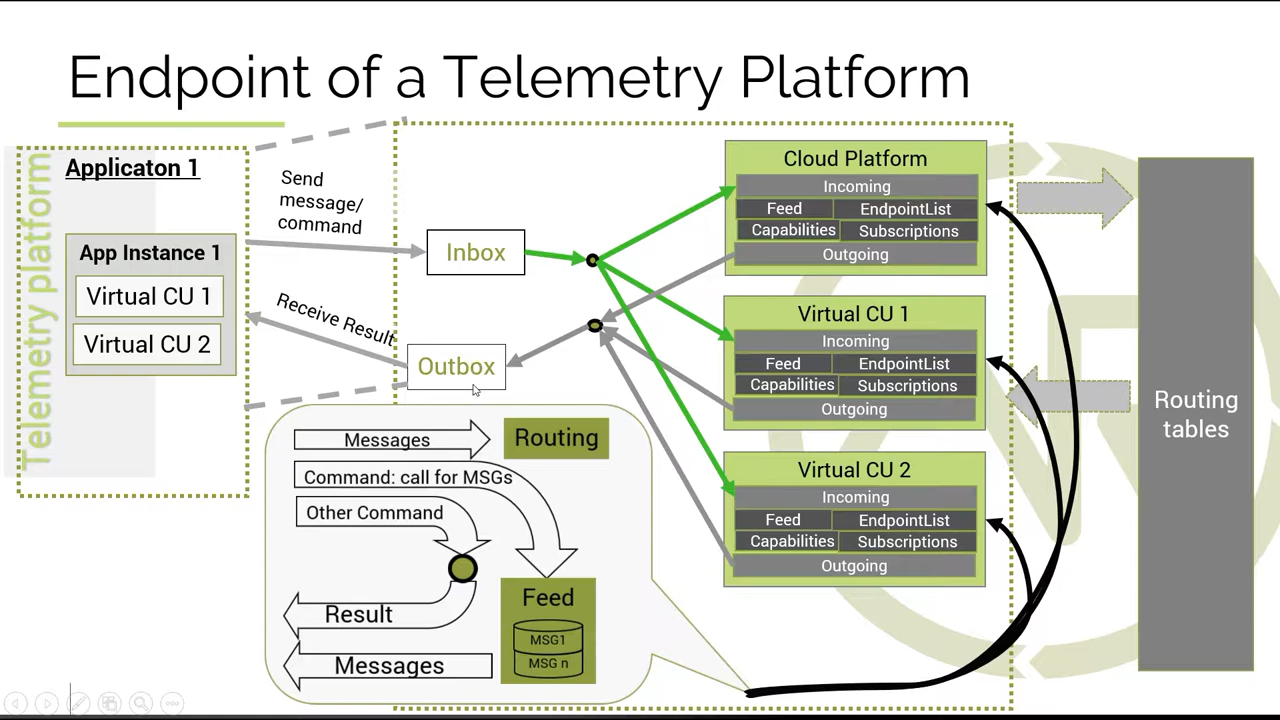 Endpoint of a Telemetry Platform
Telemetry platform
Applicaton 1
App Instance 1
Virtual CU 1
Virtual CU 2
Send
message/
command
Receive Result
Inbox
Outbox
Cloud Platform
Incoming
Feed EndpointList
Capabilities Subscriptions
Outgoing
Virtual CU 1
Incoming
Feed EndpointList
Capabilities Subscriptions
Outgoing
Virtual CU 2
Incoming
Feed EndpointList
Capabilities Subscriptions
Outgoing
Routing
tables
Messages
Routing
Command: call for MSGs
Other Command
Result
Messages
Feed
MSG1
MSG n